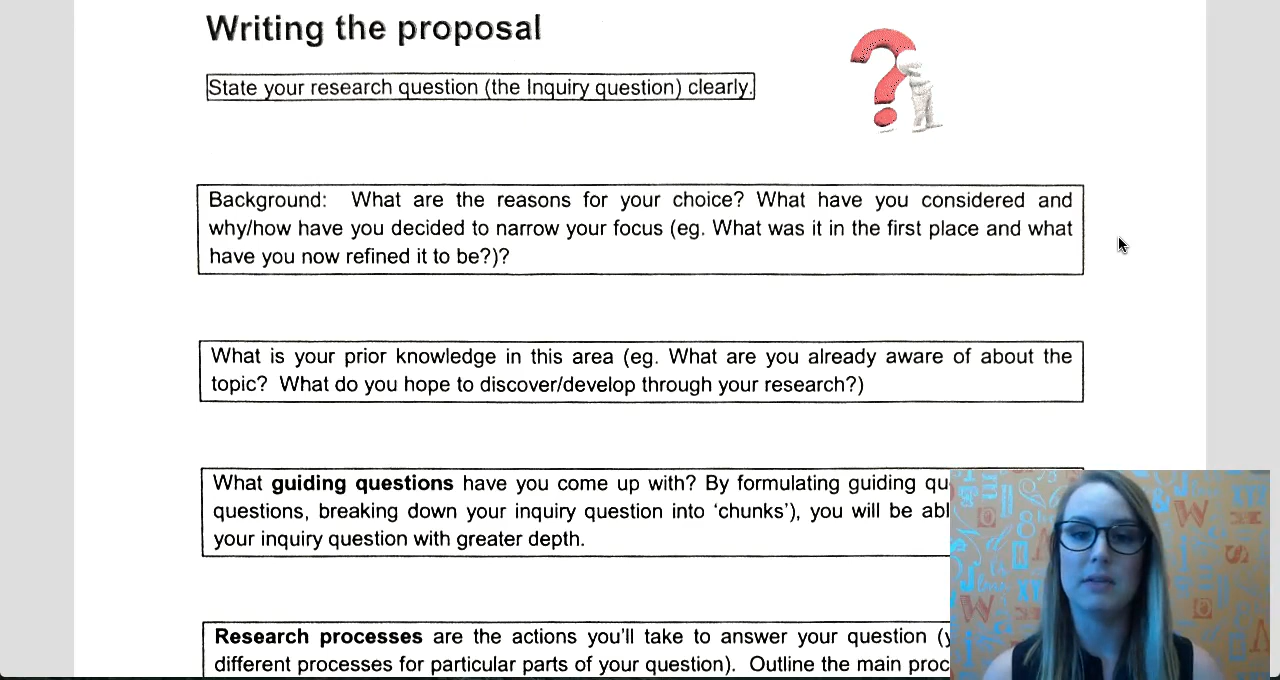 Writing the proposal
State your research question (the Inquiry question) clearly.
Background: What are the reasons for your choice? What have you considered and
why/how have you decided to narrow your focus (eg. What was it in the first place and what
have you now refined it to be?)?
What is your prior knowledge in this area (eg. What are you already aware of about the
topic? What do you hope to discover/develop through your research?)
What guiding questions have you come up with? By formulating guiding
questions, breaking down your inquiry question into ‘chunks’), you will be
your inquiry question with greater depth.
Research processes are the actions you'll take to answer your question
different processes for particular parts of your question). Outline the main